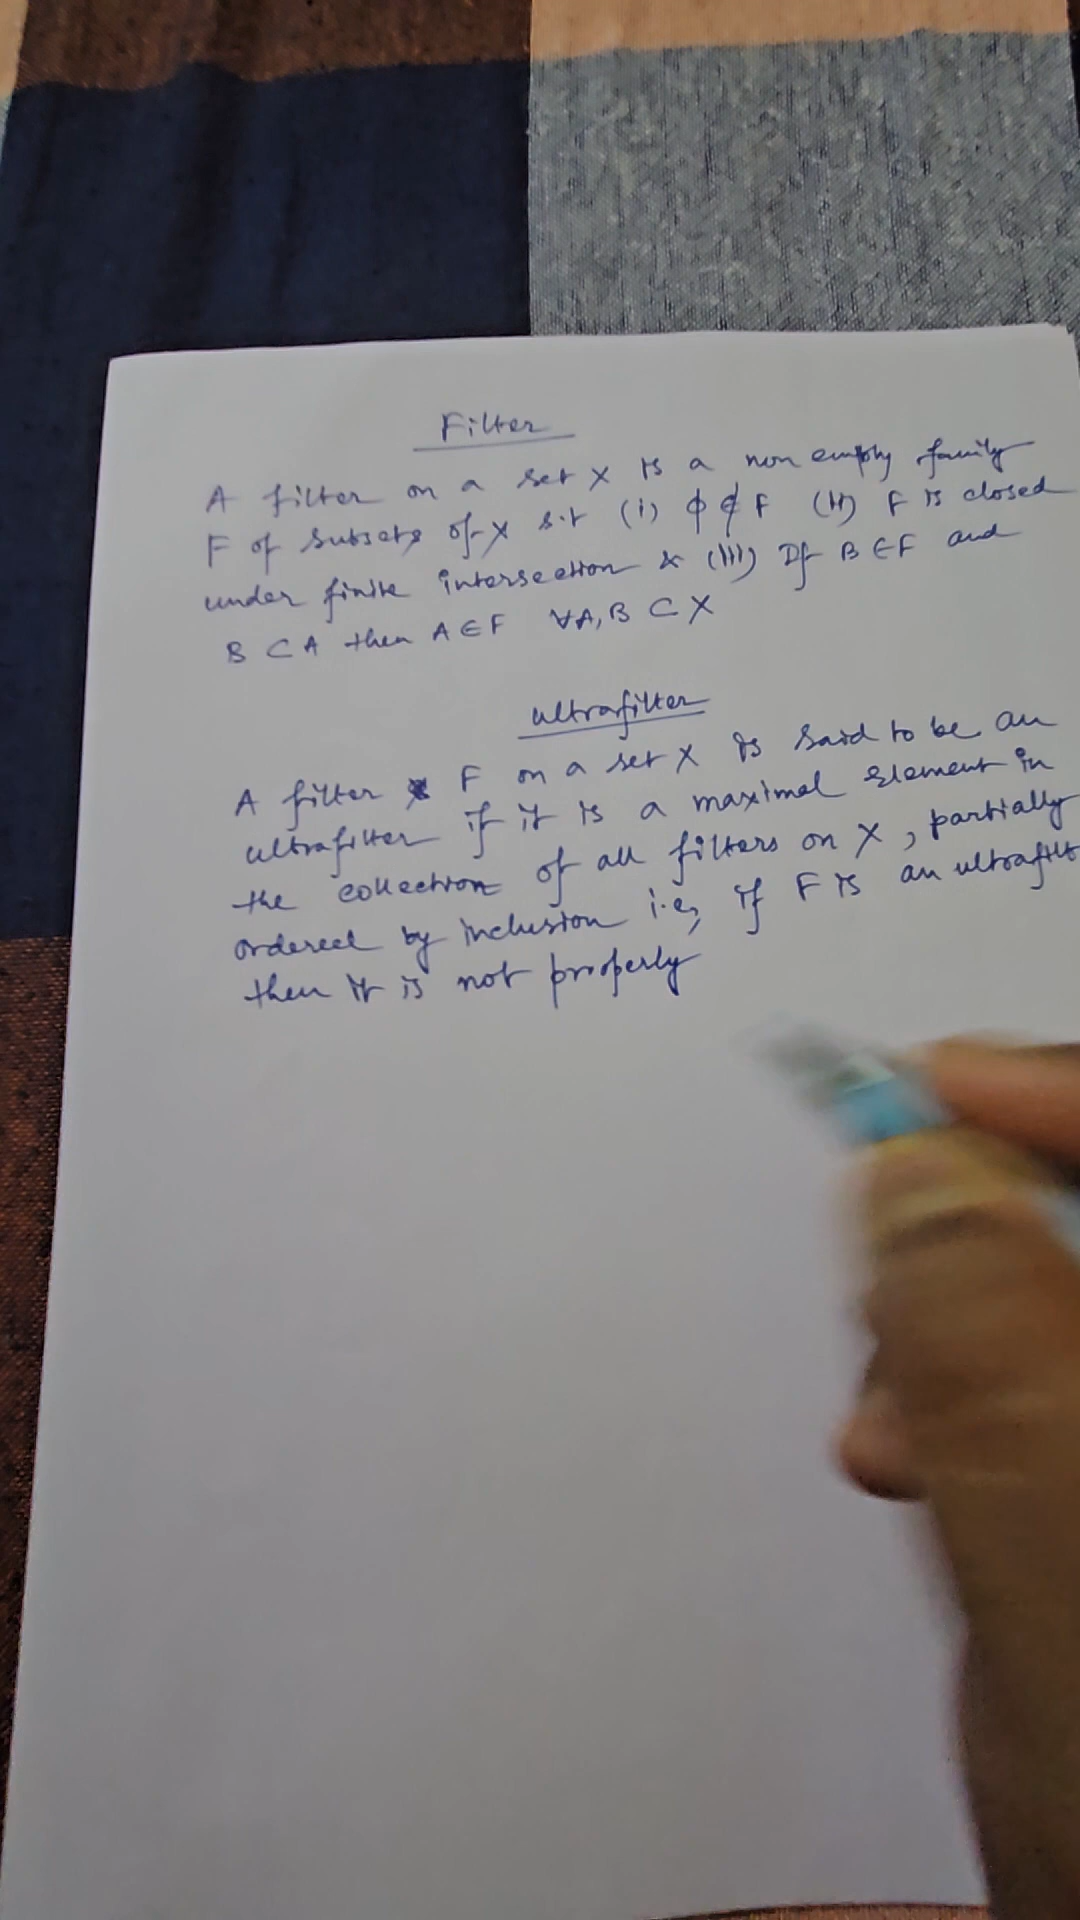 Filter
A filter on a set X is a non empty family
F of subsets of X s.t (i) ϕ ∉ F (ii) F is closed
under finite intersection & (iii) If B ∈ F and
B ⊂ A then A ∈ F ∀A, B ⊂ X
Ultrafilter
A filter F on a set X is said to be an
ultrafilter if it is a maximal element in
the collection of all filters on X, partially
ordered by inclusion i.e, if F is an ultrafilt
then it is not properly